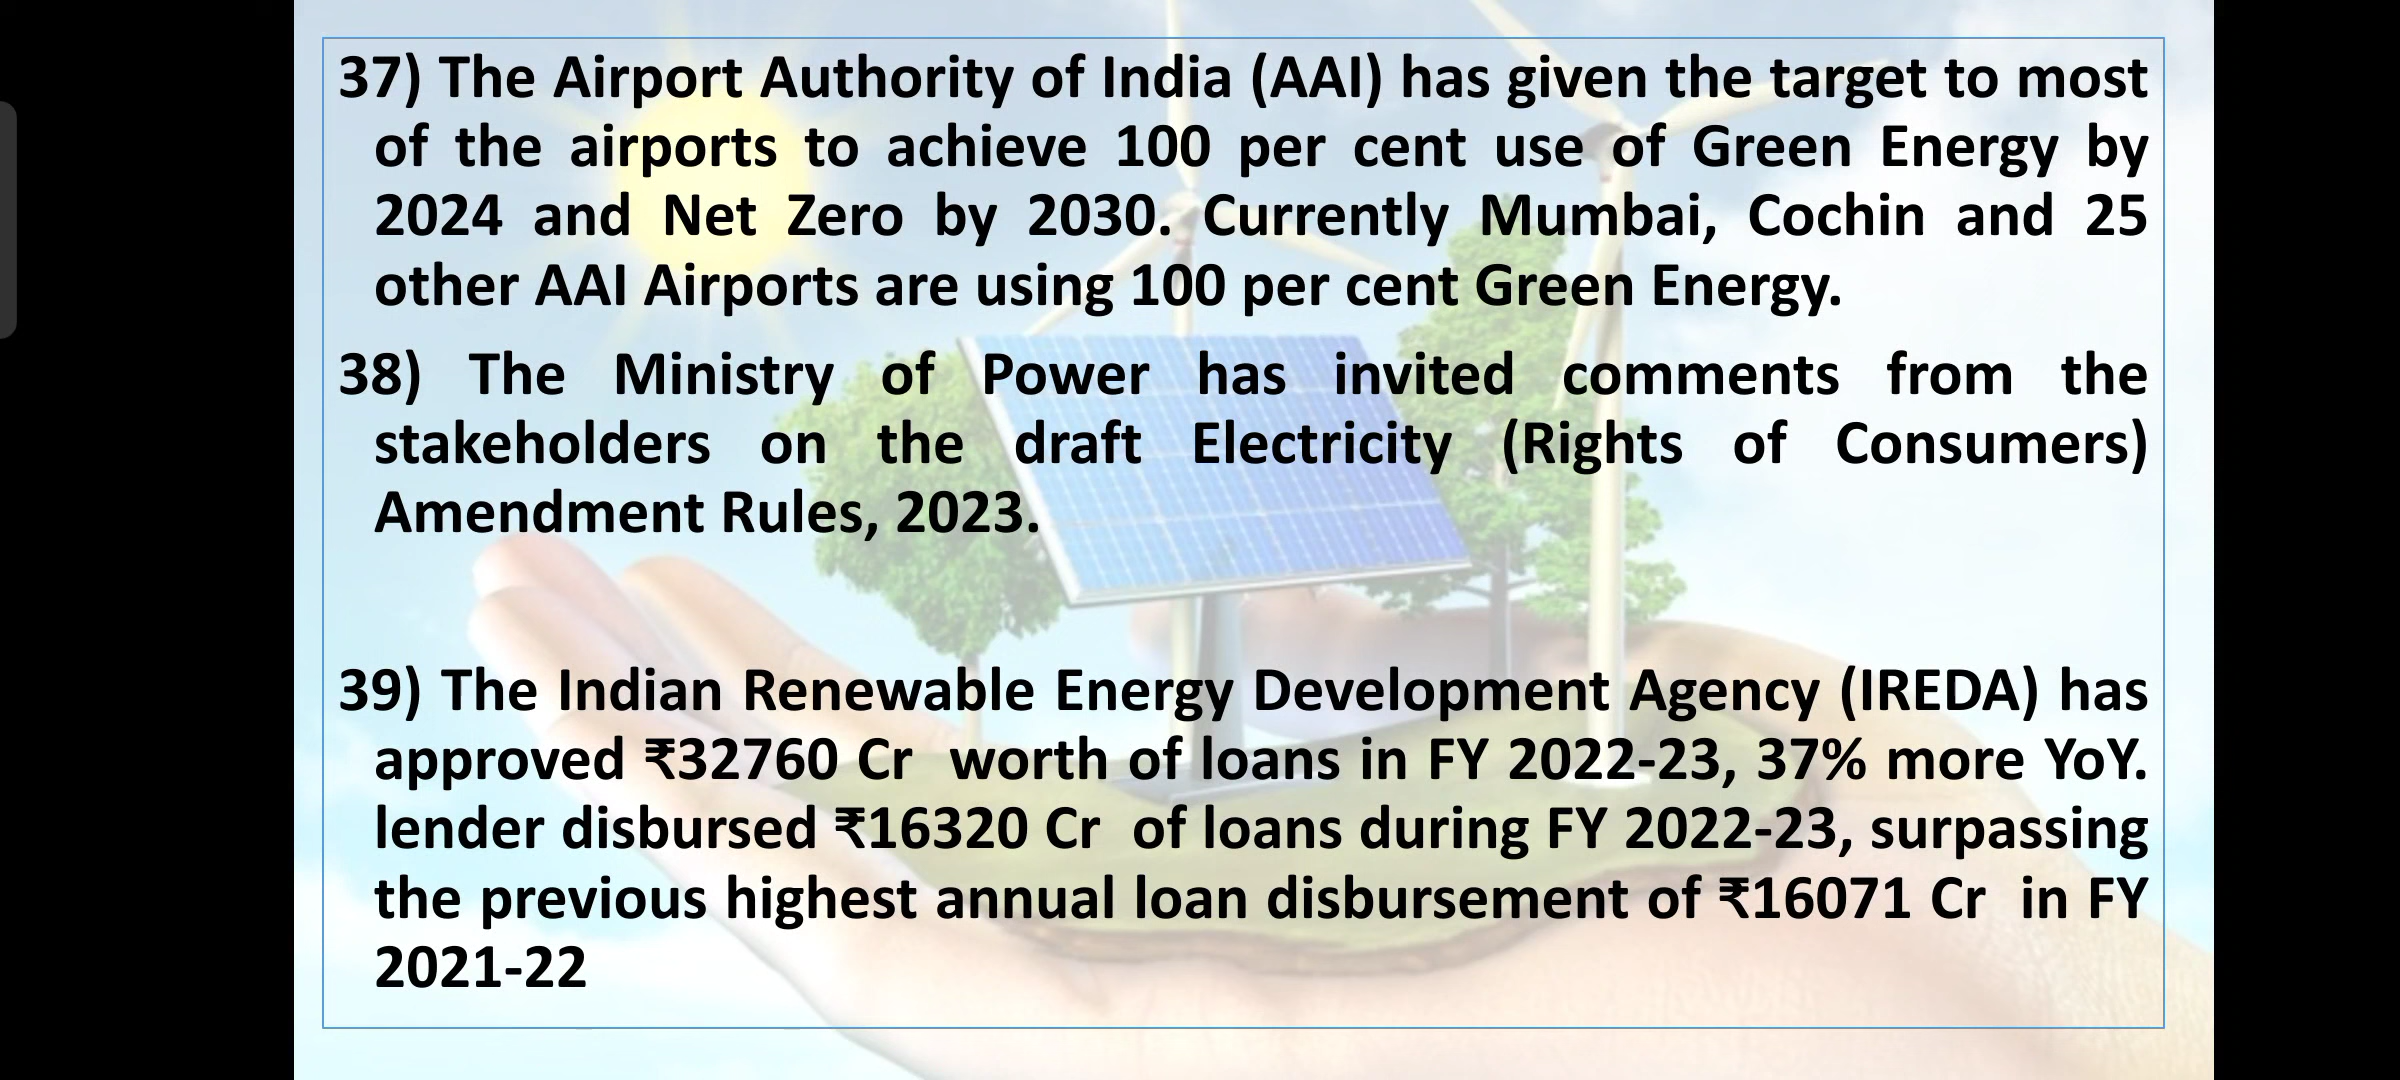 37) The Airport Authority of India (AAI) has given the target to most
of the airports to achieve 100 per cent use of Green Energy by
2024 and Net Zero by 2030. Currently Mumbai, Cochin and 25
other AAI Airports are using 100 per cent Green Energy.
38) The Ministry of Power has invited comments from the
stakeholders on the draft Electricity (Rights of Consumers)
Amendment Rules, 2023.
39) The Indian Renewable Energy Development Agency (IREDA) has
approved ₹32760 Cr worth of loans in FY 2022-23, 37% more YoY.
lender disbursed ₹16320 Cr of loans during FY 2022-23, surpassing
the previous highest annual loan disbursement of ₹16071 Cr in FY
2021-22